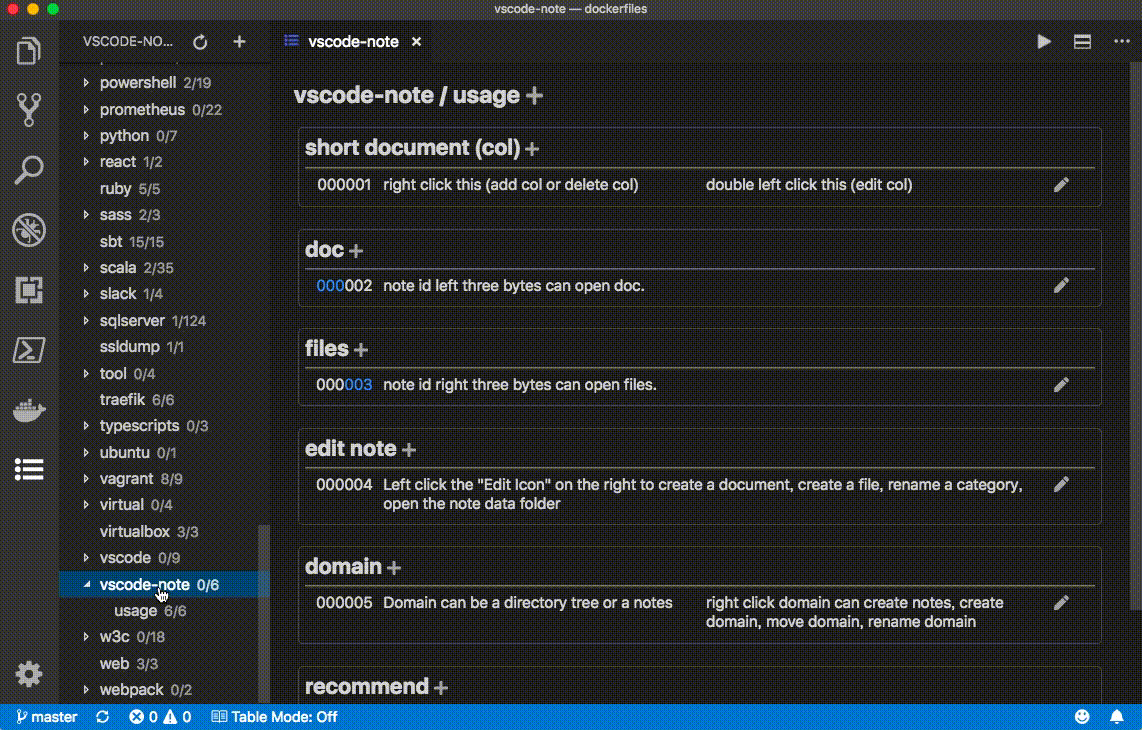 vscode-note — dockerfiles
VSCODE-NO...
vscode-note
powershell 2/19
prometheus 0/22
python 0/7
react 1/2
ruby 5/5
sass 2/3
sbt 15/15
scala 2/35
slack 1/4
sqlserver 1/124
ssldump 1/1
tool 0/4
traefik 6/6
typescripts 0/3
ubuntu 0/1
vagrant 8/9
virtual 0/4
virtualbox 3/3
vscode 0/9
vscode-note 0/6
usage 6/6
w3c 0/18
web 3/3
webpack 0/2
vscode-note / usage +
short document (col) +
000001 right click this (add col or delete col) double left click this (edit col)
doc +
000002 note id left three bytes can open doc.
files +
000003 note id right three bytes can open files.
edit note +
000004 Left click the "Edit Icon" on the right to create a document, create a file, rename a category,
open the note data folder
domain +
000005 Domain can be a directory tree or a notes right click domain can create notes, create
domain, move domain, rename domain
recommend +
master 0 0 Table Mode: Off